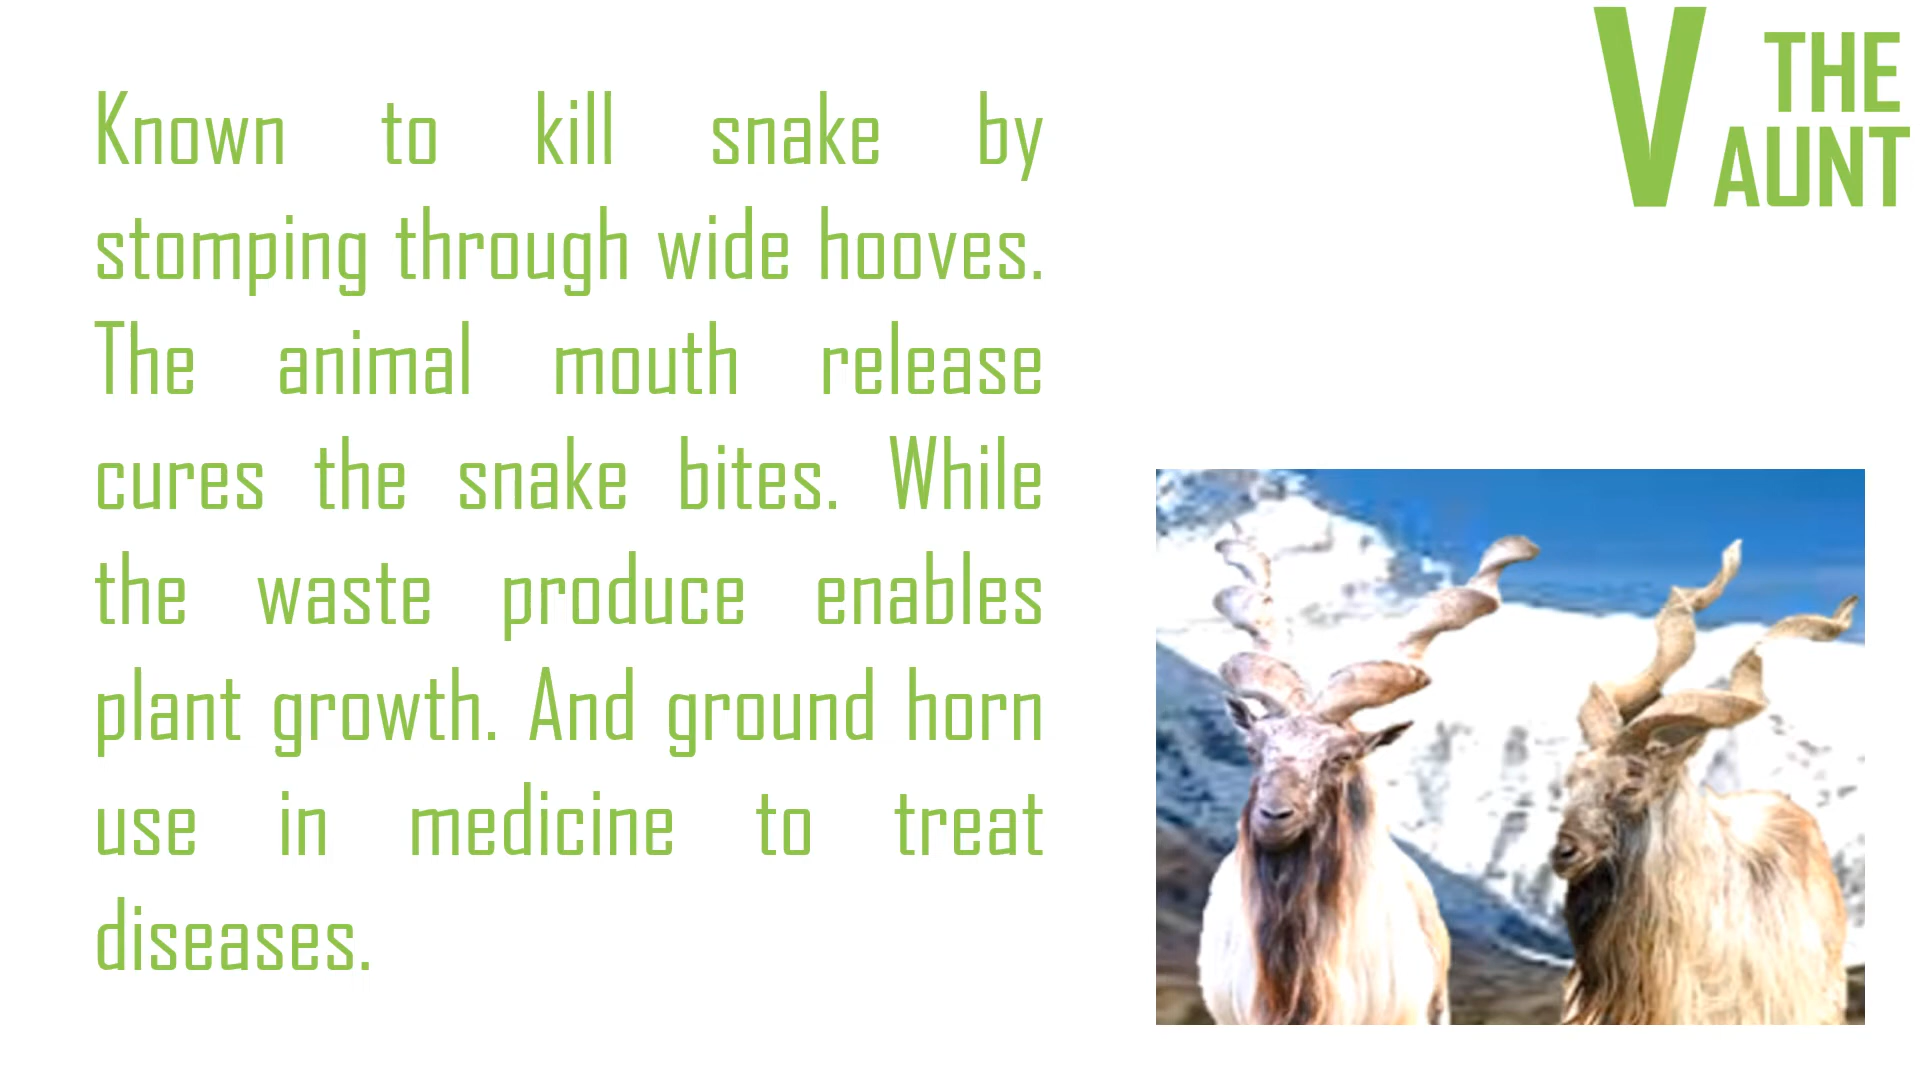 Known to kill snake by
stomping through wide hooves.
The animal mouth release
cures the snake bites. While
the waste produce enables
plant growth. And ground horn
use in medicine to treat
diseases.
V THE
AUNT